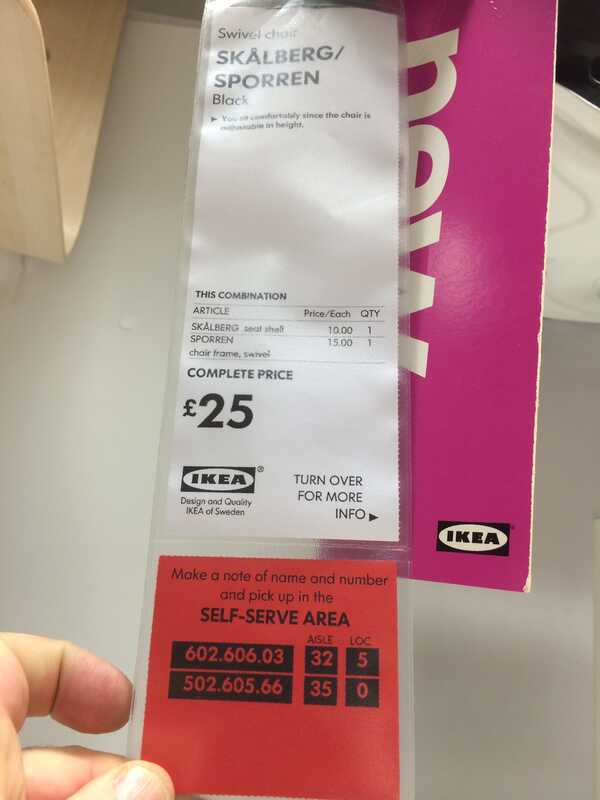 Swivel chair
SKÅLBERG/
SPORREN
Black
► You sit comfortably since the chair is
adjustable in height.
THIS COMBINATION
ARTICLE Price/Each QTY
SKÅLBERG seat shell 10.00 1
SPORREN 15.00 1
chair frame, swivel
COMPLETE PRICE
£25
IKEA®
Design and Quality
IKEA of Sweden
TURN OVER
FOR MORE
INFO ►
new
IKEA®
Make a note of name and number
and pick up in the
SELF-SERVE AREA
AISLE LOC
602.606.03 32 5
502.605.66 35 0